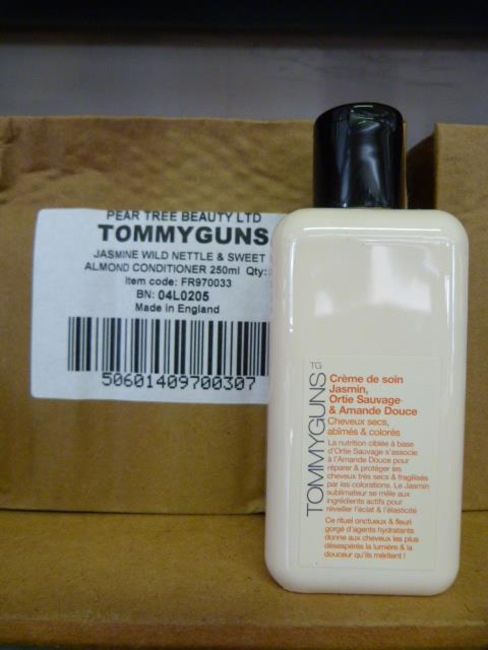 PEAR TREE BEAUTY LTD
TOMMYGUNS
JASMINE WILD NETTLE & SWEET
ALMOND CONDITIONER 250ml Qty:
Item code: FR970033
BN: 04L0205
Made in England
50601409700307
TG
TOMMYGUNS
Crème de soin
Jasmin,
Ortie Sauvage
& Amande Douce
Cheveux secs,
abîmés & colorés
La nutrition ciblée à base
d'Ortie Sauvage s'associe
à l'Amande Douce pour
réparer & protéger les
cheveux très secs & fragilisés
par les colorations. Le Jasmin
sublimateur se mêle aux
ingrédients actifs pour
réveiller l'éclat & l'élasticité
Ce rituel onctueux & fleuri
gorgé d'agents hydratants
donne aux cheveux les plus
désespérés la lumière & la
douceur qu'ils méritent !